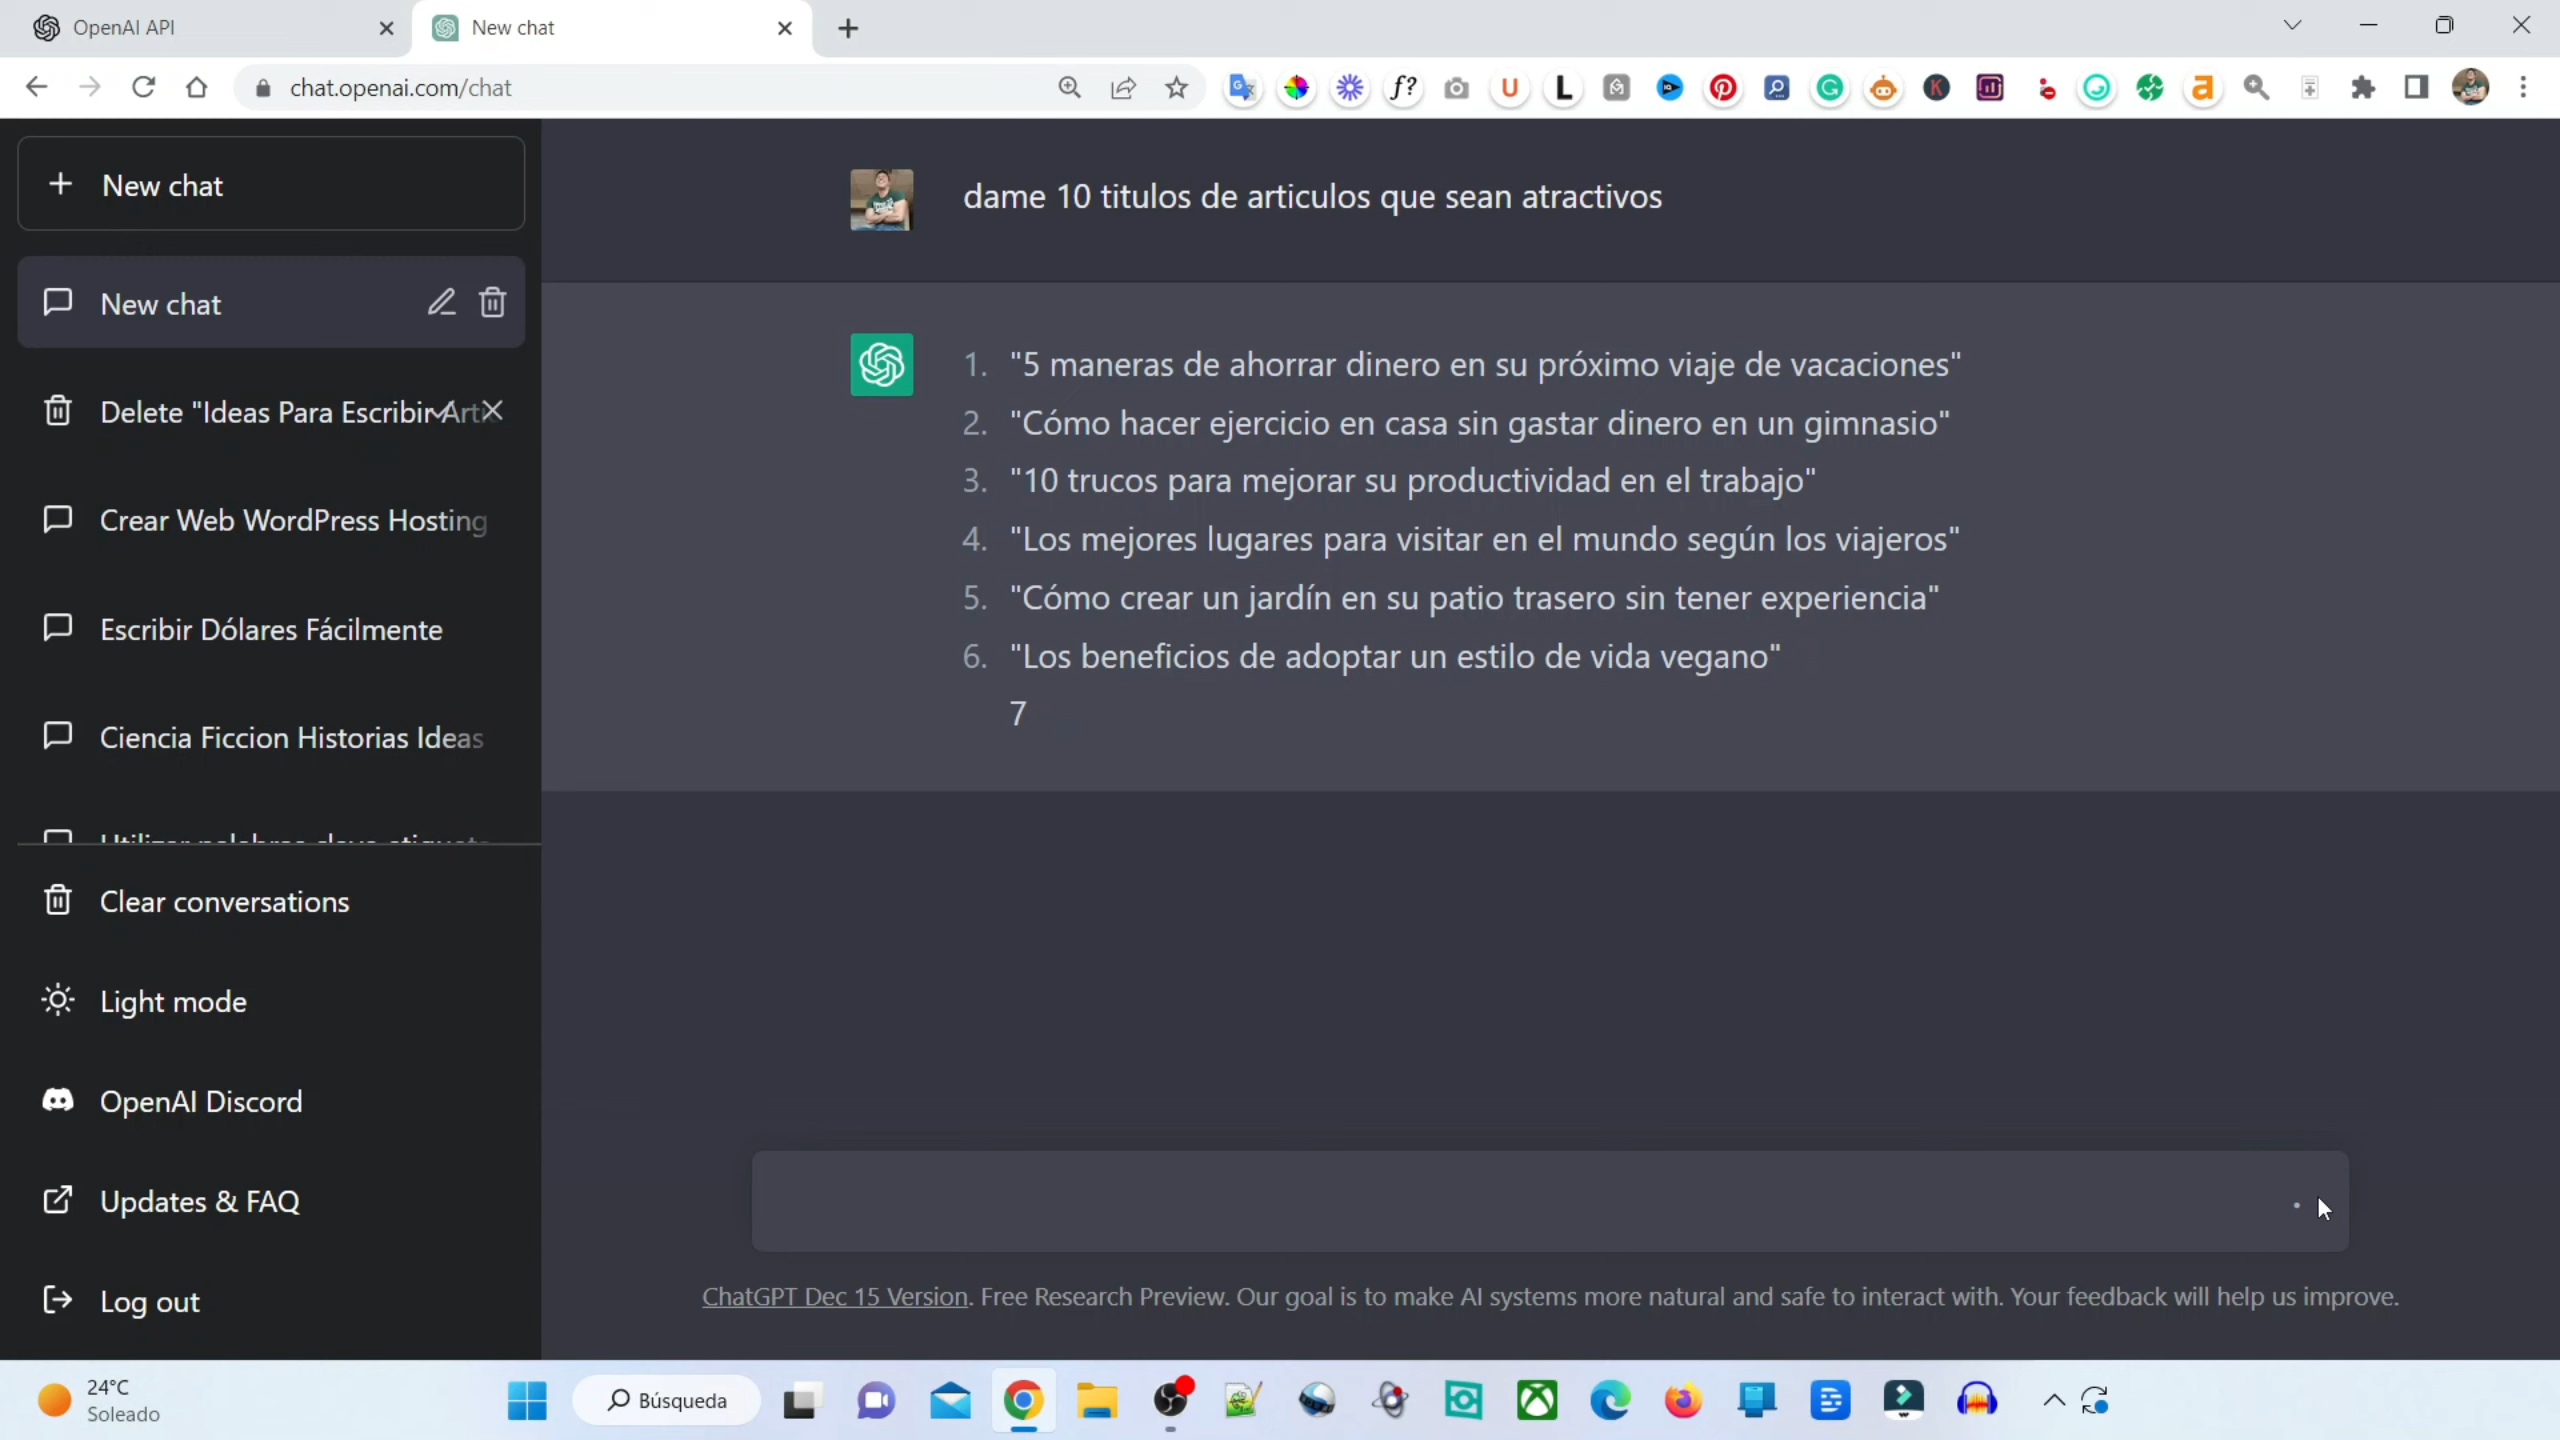 OpenAI API
New chat
chat.openai.com/chat
New chat
New chat
Delete "Ideas Para Escribir
Crear Web WordPress Hosting
Escribir Dólares Fácilmente
Ciencia Ficcion Historias Ideas
Utilizar palabras clave
Clear conversations
Light mode
OpenAI Discord
Updates & FAQ
Log out
dame 10 titulos de articulos que sean atractivos
1. "5 maneras de ahorrar dinero en su próximo viaje de vacaciones"
2. "Cómo hacer ejercicio en casa sin gastar dinero en un gimnasio"
3. "10 trucos para mejorar su productividad en el trabajo"
4. "Los mejores lugares para visitar en el mundo según los viajeros"
5. "Cómo crear un jardín en su patio trasero sin tener experiencia"
6. "Los beneficios de adoptar un estilo de vida vegano"
7
ChatGPT Dec 15 Version. Free Research Preview. Our goal is to make AI systems more natural and safe to interact with. Your feedback will help us improve.
24°C
Soleado
Búsqueda